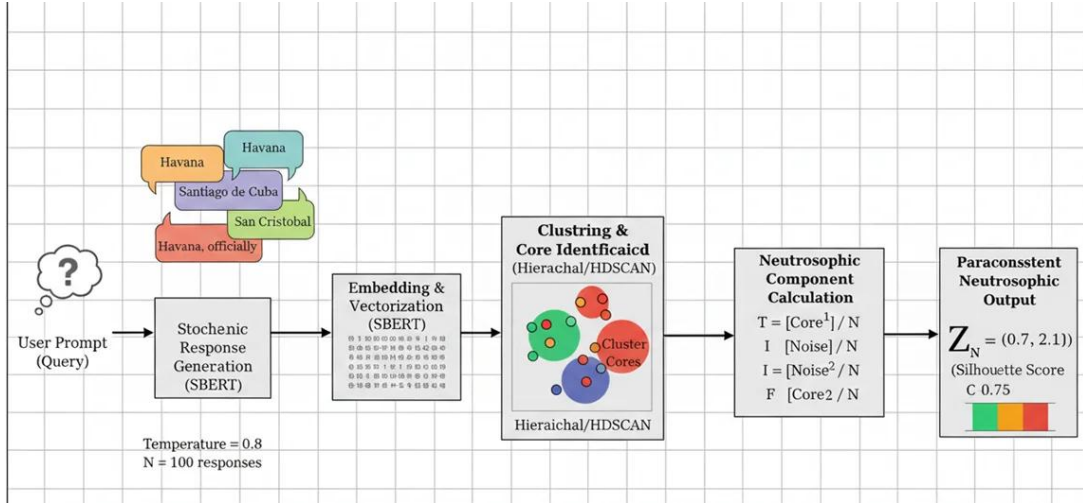 Havana
Havana
Santiago de Cuba
San Cristobal
Havana, officially
?
User Prompt
(Query)
Stochenic
Response
Generation
(SBERT)
Temperature = 0.8
N = 100 responses
Embedding &
Vectorization
(SBERT)
Clustring &
Core Identficaicd
(Hierachal/HDSCAN)
Cluster
Cores
Hieraichal/HDSCAN
Neutrosophic
Component
Calculation
T = [Core¹] / N
I [Noise] / N
I = [Noise² / N
F [Core2 / N
Paraconsstent
Neutrosophic
Output
Z_N = (0.7, 2.1))
(Silhouette Score
C 0.75